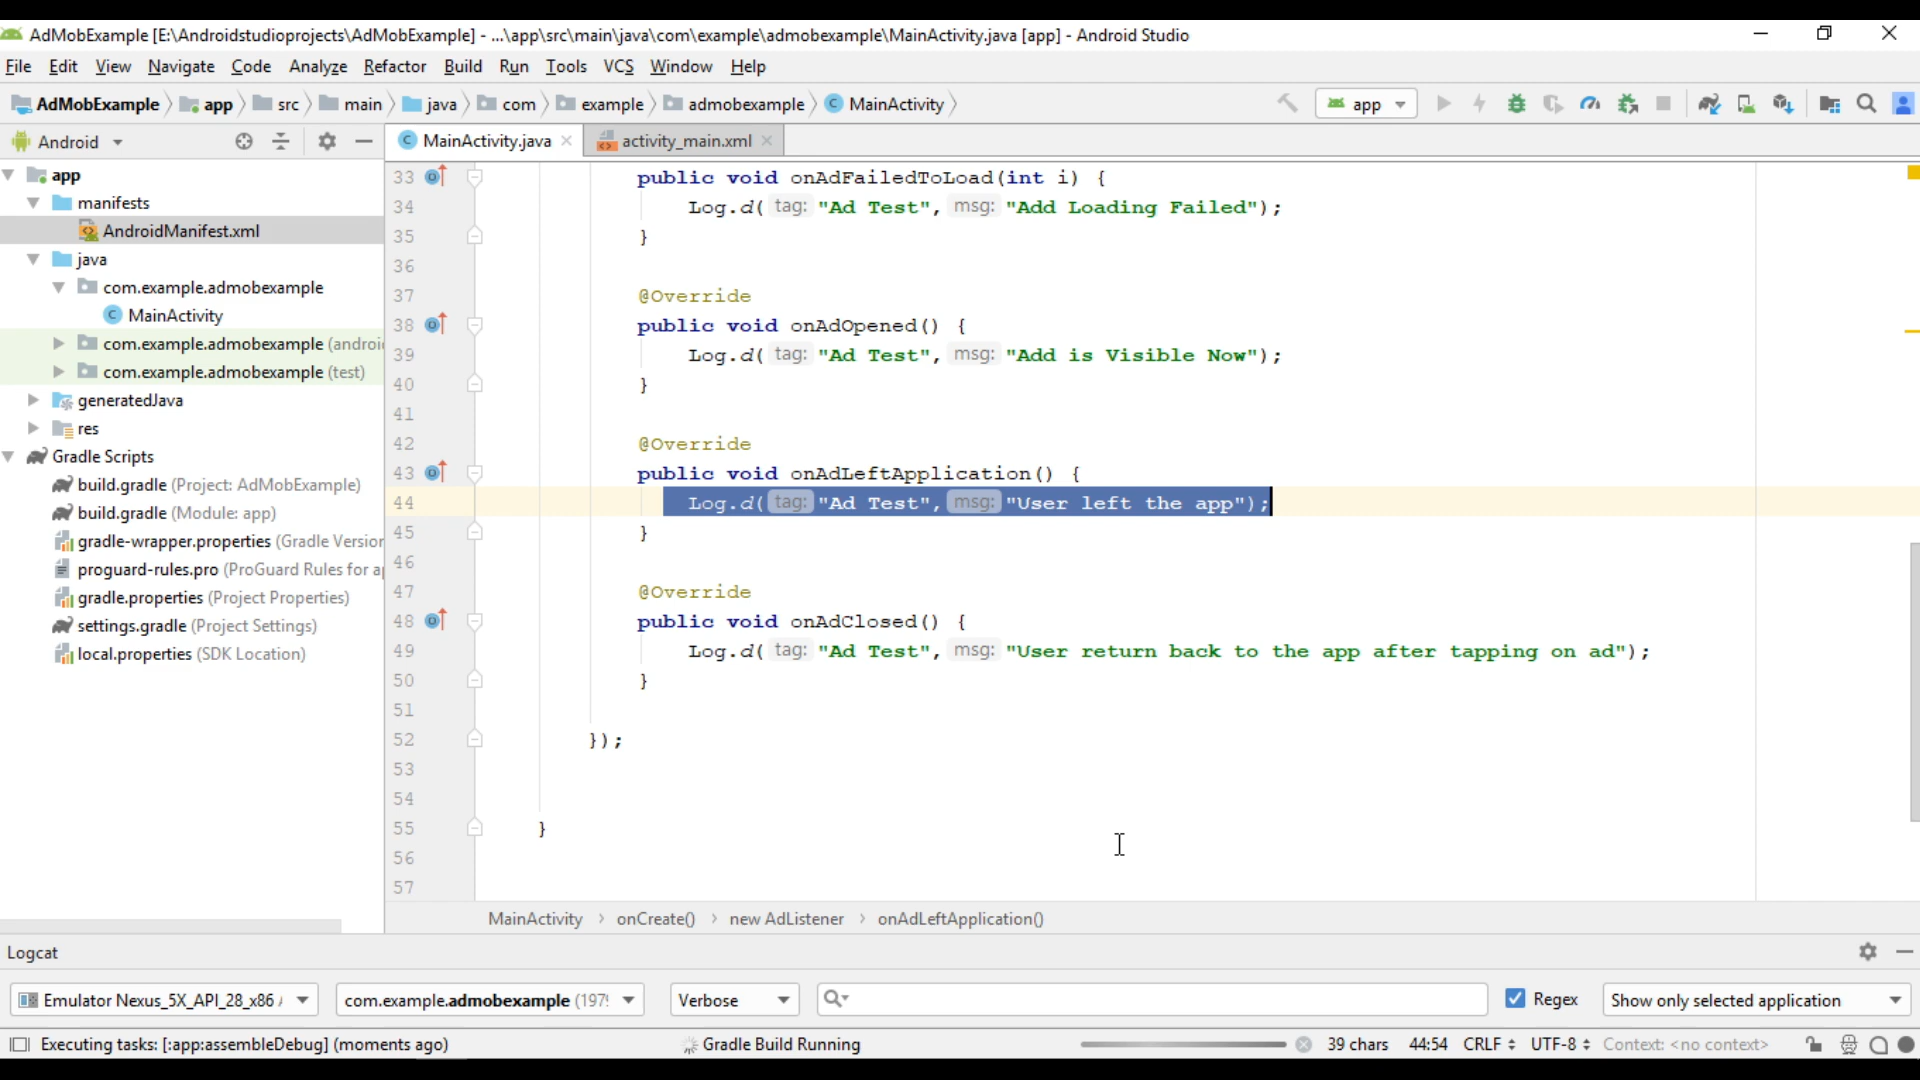 AdMobExample [E:\Androidstudioprojects\AdMobExample] - ...\app\src\main\java\com\example\admobexample\MainActivity.java [app] - Android Studio
File Edit View Navigate Code Analyze Refactor Build Run Tools VCS Window Help
AdMobExample app src main java com example admobexample MainActivity app
Android
MainActivity.java activity_main.xml
app
manifests
AndroidManifest.xml
java
com.example.admobexample
MainActivity
com.example.admobexample (androi
com.example.admobexample (test)
generatedJava
res
Gradle Scripts
build.gradle (Project: AdMobExample)
build.gradle (Module: app)
gradle-wrapper.properties (Gradle Version
proguard-rules.pro (ProGuard Rules for a
gradle.properties (Project Properties)
settings.gradle (Project Settings)
local.properties (SDK Location)
33 public void onAdFailedToLoad(int i) {
34 Log.d( tag: "Ad Test", msg: "Add Loading Failed");
35 }
36
37 @Override
38 public void onAdOpened() {
39 Log.d( tag: "Ad Test", msg: "Add is Visible Now");
40 }
41
42 @Override
43 public void onAdLeftApplication() {
44 Log.d( tag: "Ad Test", msg: "User left the app");
45 }
46
47 @Override
48 public void onAdClosed() {
49 Log.d( tag: "Ad Test", msg: "User return back to the app after tapping on ad");
50 }
51
52 });
53
54
55 }
56
57
MainActivity › onCreate() › new AdListener › onAdLeftApplication()
Logcat
Emulator Nexus_5X_API_28_x86 com.example.admobexample (197 Verbose Regex Show only selected application
Executing tasks: [:app:assembleDebug] (moments ago) Gradle Build Running 39 chars 44:54 CRLF UTF-8 Context: <no context>